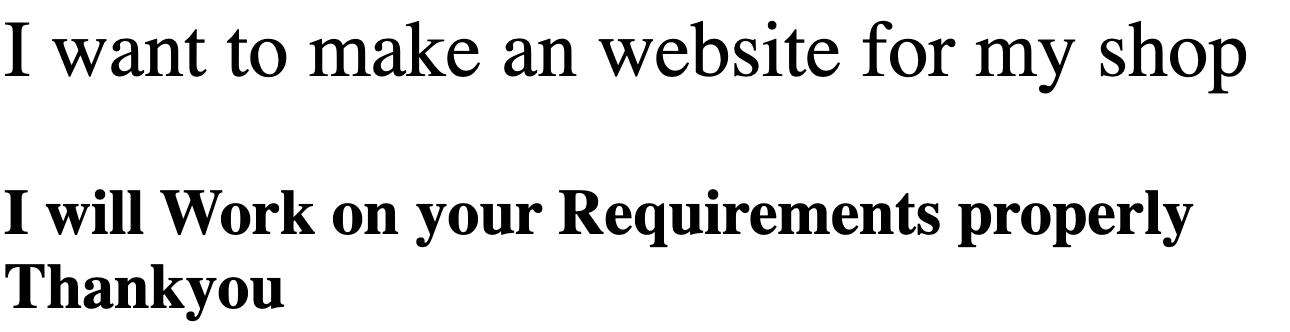 I want to make an website for my shop
I will Work on your Requirements properly
Thankyou